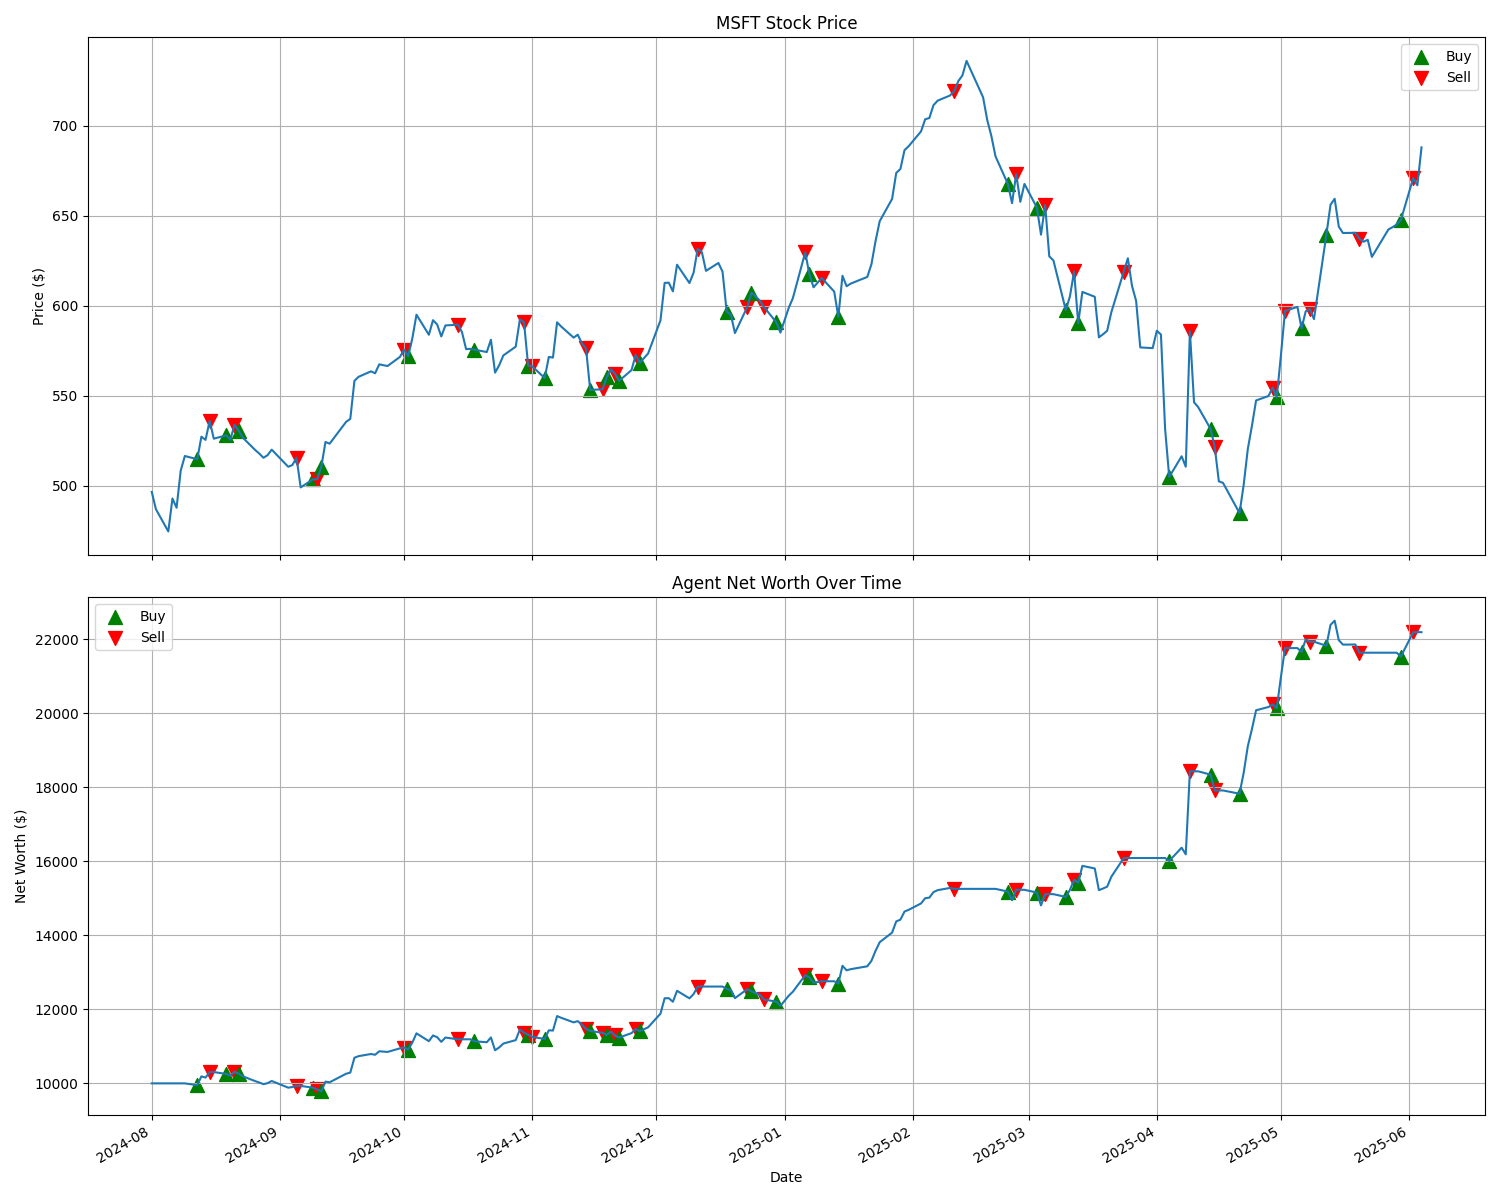 MSFT Stock Price
Buy
Sell
Price ($)
700
650
600
550
500
Agent Net Worth Over Time
Buy
Sell
Net Worth ($)
22000
20000
18000
16000
14000
12000
10000
2024-08
2024-09
2024-10
2024-11
2024-12
2025-01
2025-02
2025-03
2025-04
2025-05
2025-06
Date